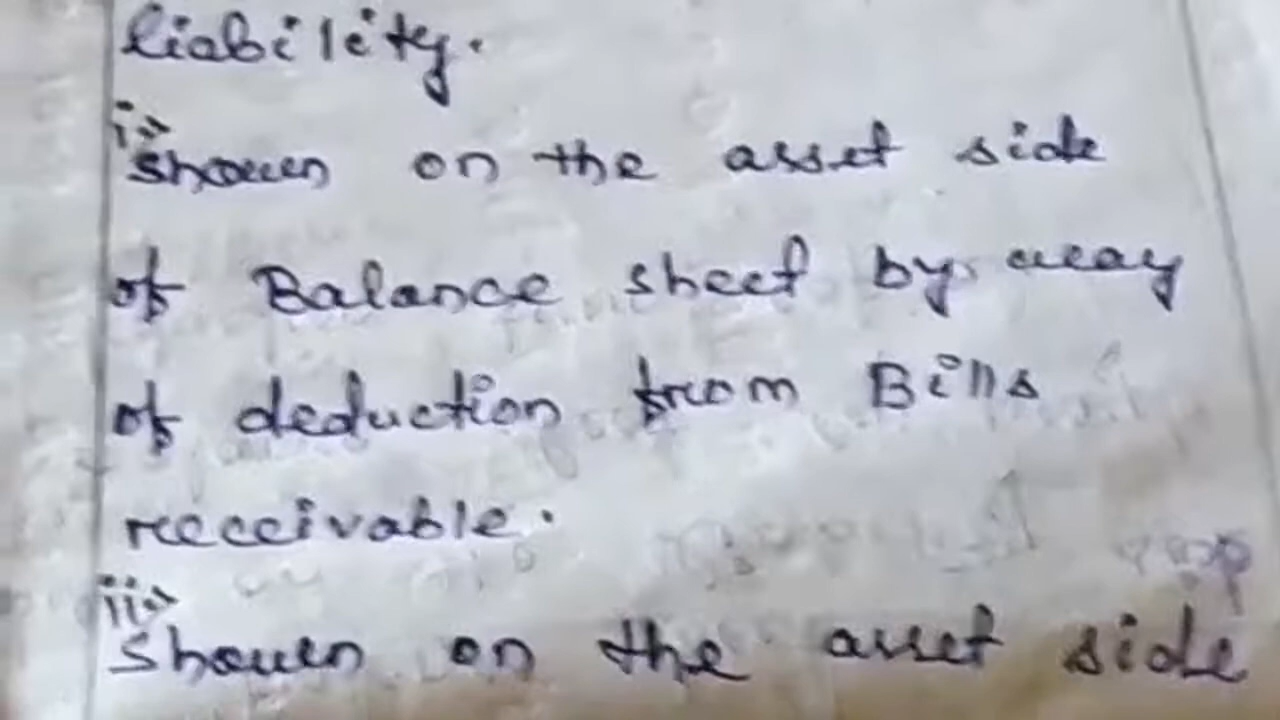 liability.
i>
shown on the asset side
of Balance sheet by way
of deduction from Bills
receivable.
ii>
shown on the asset side